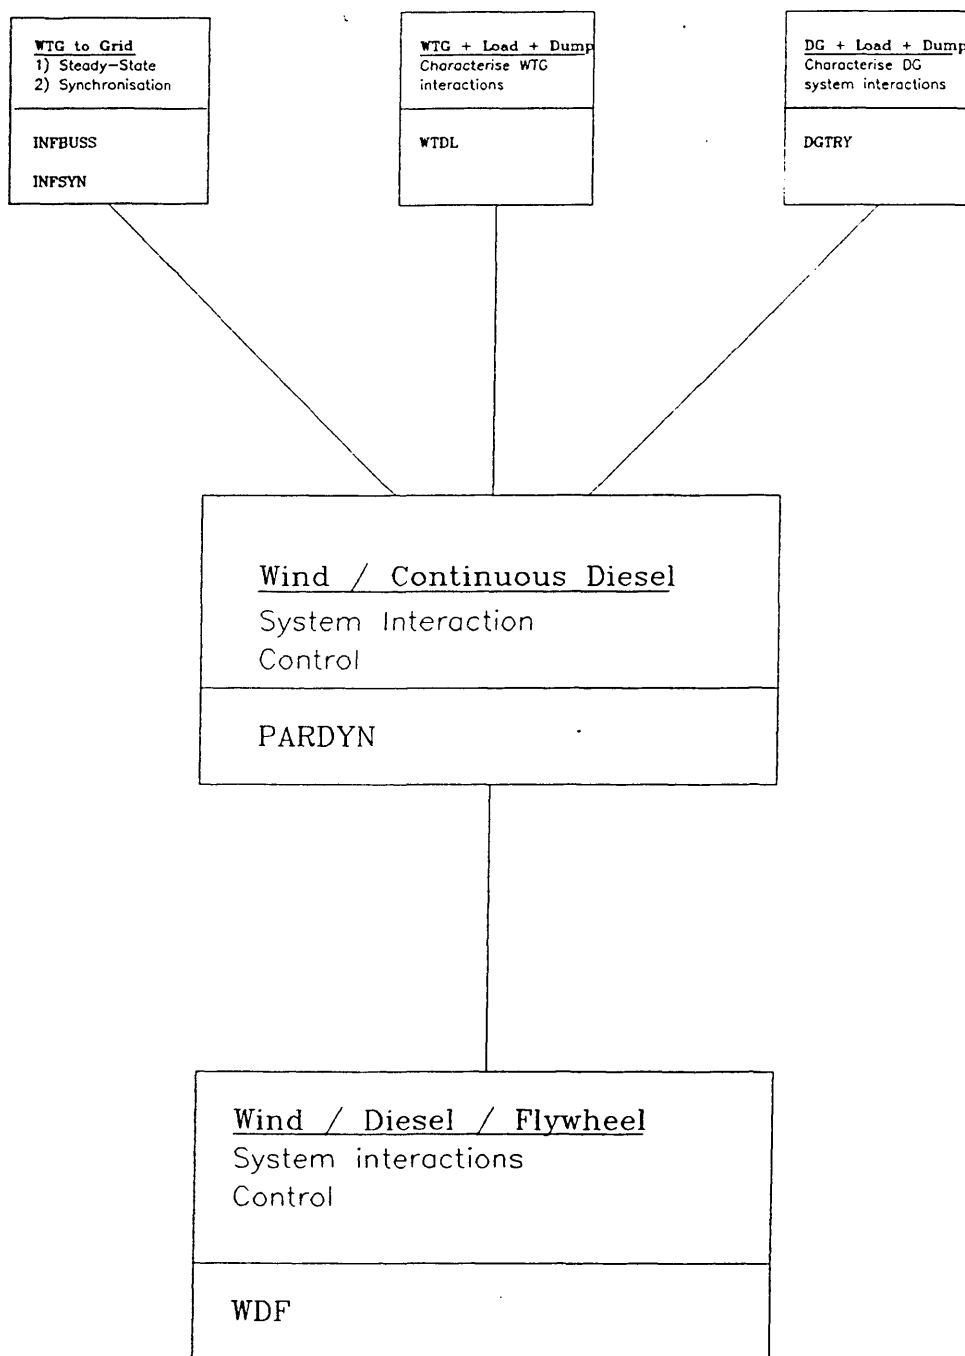 WTG to Grid
1) Steady-State
2) Synchronisation
INFBUSS
INFSYN
WTG + Load + Dump
Characterise WTG
interactions
WTDL
DG + Load + Dump
Characterise DG
system interactions
DGTRY
Wind / Continuous Diesel
System Interaction
Control
PARDYN
Wind / Diesel / Flywheel
System interactions
Control
WDF